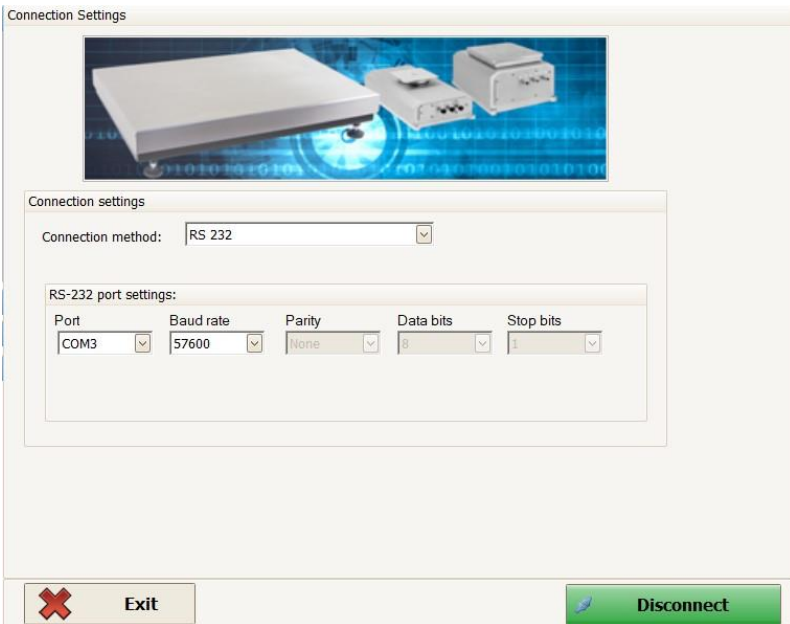 Connection Settings
Connection settings
Connection method: RS 232
RS-232 port settings:
Port Baud rate Parity Data bits Stop bits
COM3 57600 None 8 1
Exit Disconnect